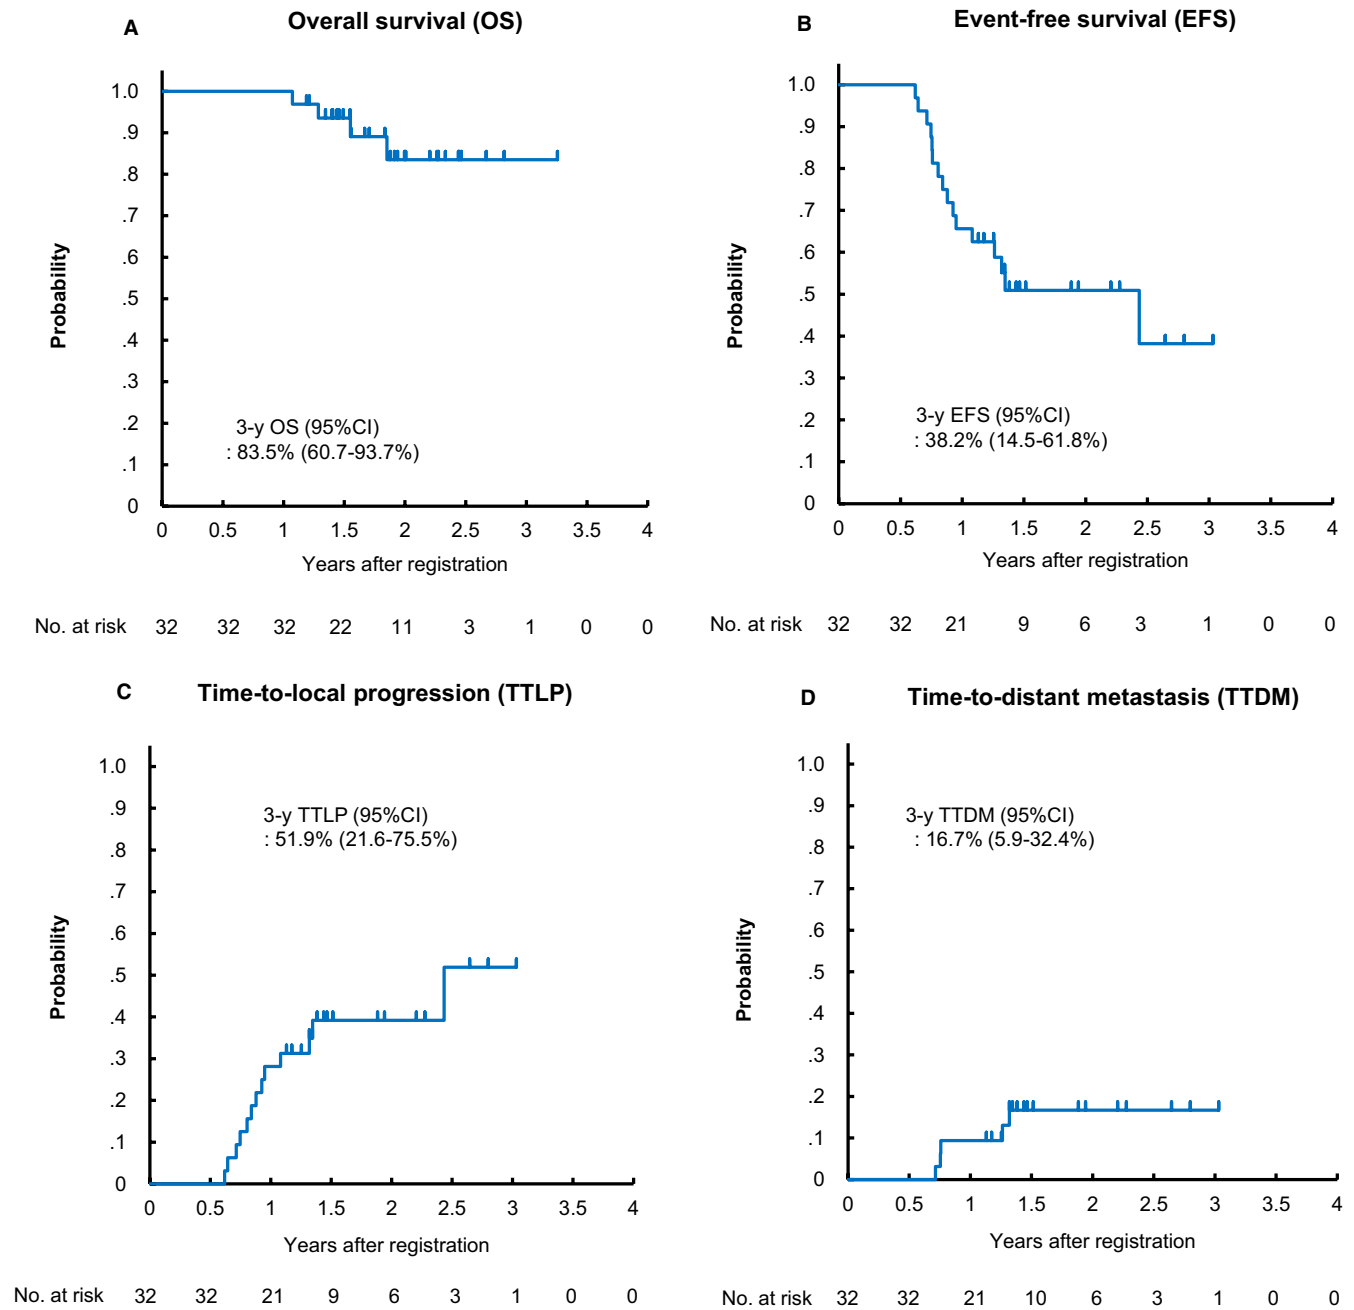 A
Overall survival (OS)
1.0
.9
.8
.7
.6
.5
.4
.3
.2
.1
0
Probability
3-y OS (95%CI)
: 83.5% (60.7-93.7%)
0 0.5 1 1.5 2 2.5 3 3.5 4
Years after registration
No. at risk 32 32 32 22 11 3 1 0 0
B
Event-free survival (EFS)
1.0
.9
.8
.7
.6
.5
.4
.3
.2
.1
0
Probability
3-y EFS (95%CI)
: 38.2% (14.5-61.8%)
0 0.5 1 1.5 2 2.5 3 3.5 4
Years after registration
No. at risk 32 32 21 9 6 3 1 0 0
C
Time-to-local progression (TTLP)
1.0
.9
.8
.7
.6
.5
.4
.3
.2
.1
0
Probability
3-y TTLP (95%CI)
: 51.9% (21.6-75.5%)
0 0.5 1 1.5 2 2.5 3 3.5 4
Years after registration
No. at risk 32 32 21 9 6 3 1 0 0
D
Time-to-distant metastasis (TTDM)
1.0
.9
.8
.7
.6
.5
.4
.3
.2
.1
0
Probability
3-y TTDM (95%CI)
: 16.7% (5.9-32.4%)
0 0.5 1 1.5 2 2.5 3 3.5 4
Years after registration
No. at risk 32 32 21 10 6 3 1 0 0